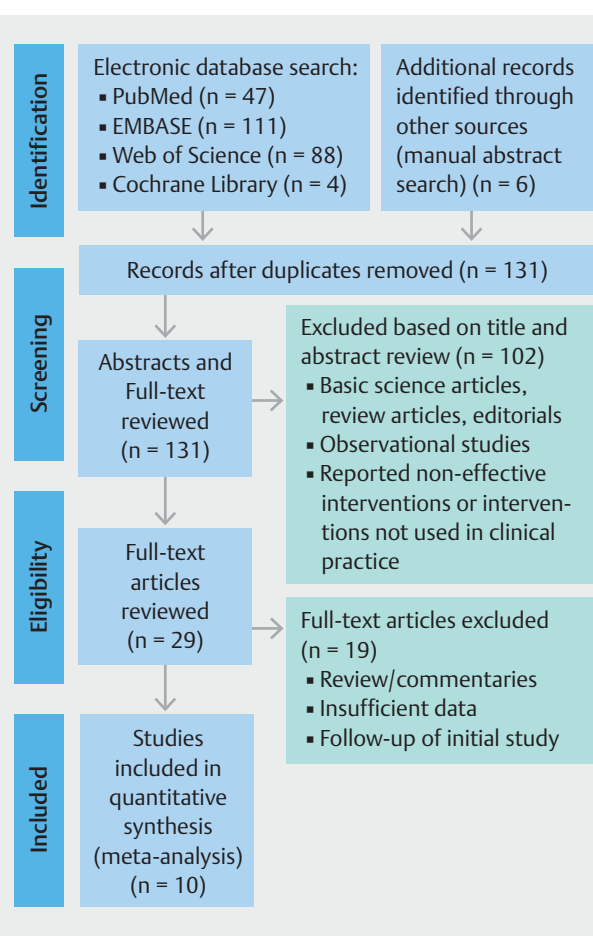 Identification
Electronic database search:
▪ PubMed (n = 47)
▪ EMBASE (n = 111)
▪ Web of Science (n = 88)
▪ Cochrane Library (n = 4)
Additional records
identified through
other sources
(manual abstract
search) (n = 6)
Records after duplicates removed (n = 131)
Screening
Abstracts and
Full-text
reviewed
(n = 131)
Excluded based on title and
abstract review (n = 102)
▪ Basic science articles,
review articles, editorials
▪ Observational studies
▪ Reported non-effective
interventions or interven-
tions not used in clinical
practice
Eligibility
Full-text
articles
reviewed
(n = 29)
Full-text articles excluded
(n = 19)
▪ Review/commentaries
▪ Insufficient data
▪ Follow-up of initial study
Included
Studies
included in
quantitative
synthesis
(meta-analysis)
(n = 10)